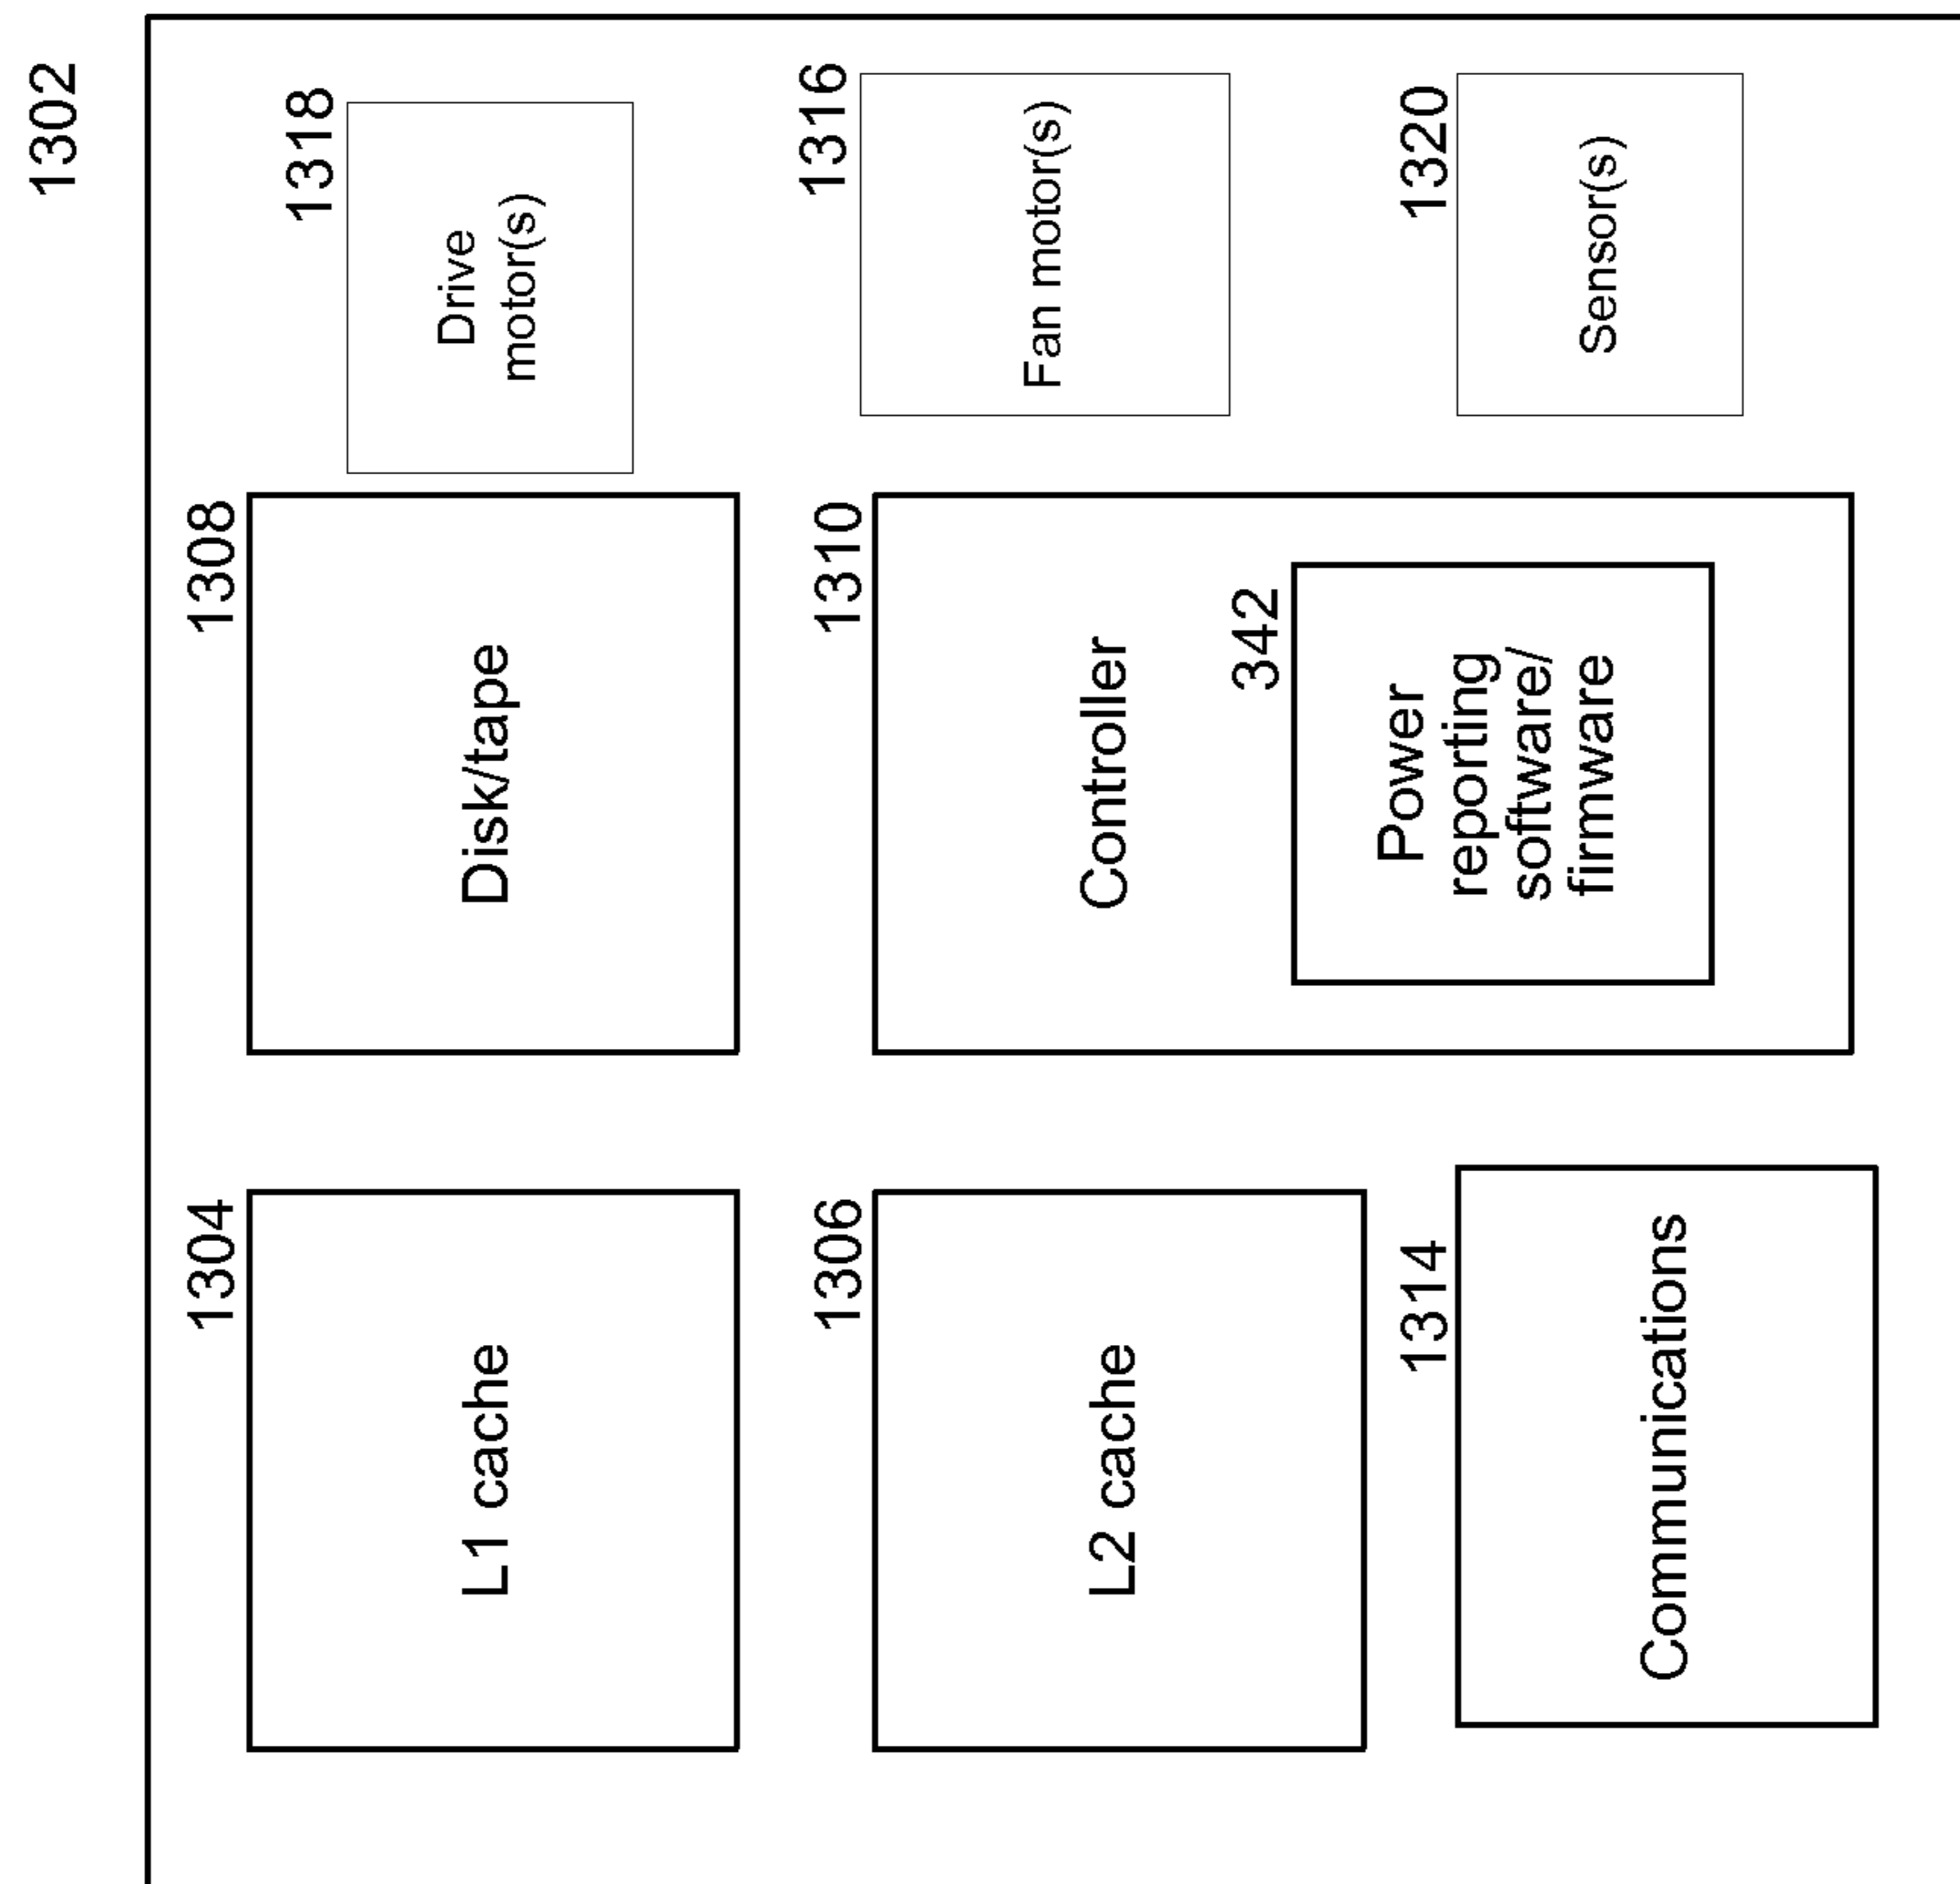 1302
1304
L1 cache
1308
Disk/tape
1318
Drive
motor(s)
1306
L2 cache
1310
Controller
1316
Fan motor(s)
1314
Communications
342
Power
reporting
software/
firmware
1320
Sensor(s)